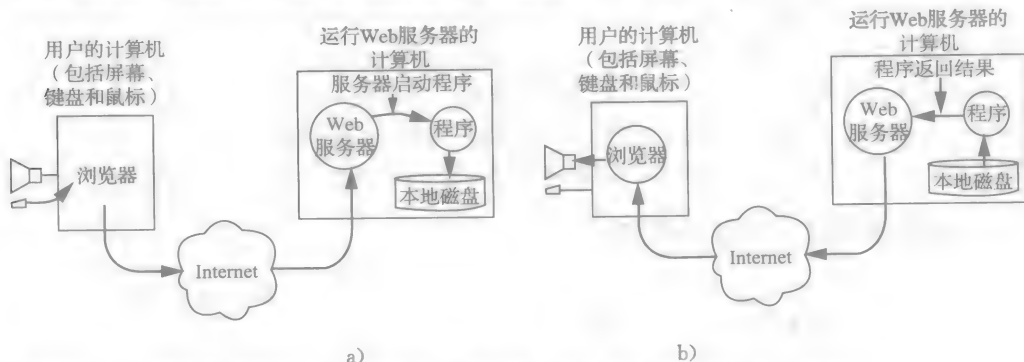 用户的计算机
（包括屏幕、
键盘和鼠标）
浏览器
Internet
运行Web服务器的
计算机
服务器启动程序
Web
服务器
程序
本地磁盘
a）
用户的计算机
（包括屏幕、
键盘和鼠标）
浏览器
Internet
运行Web服务器的
计算机
程序返回结果
Web
服务器
程序
本地磁盘
b）